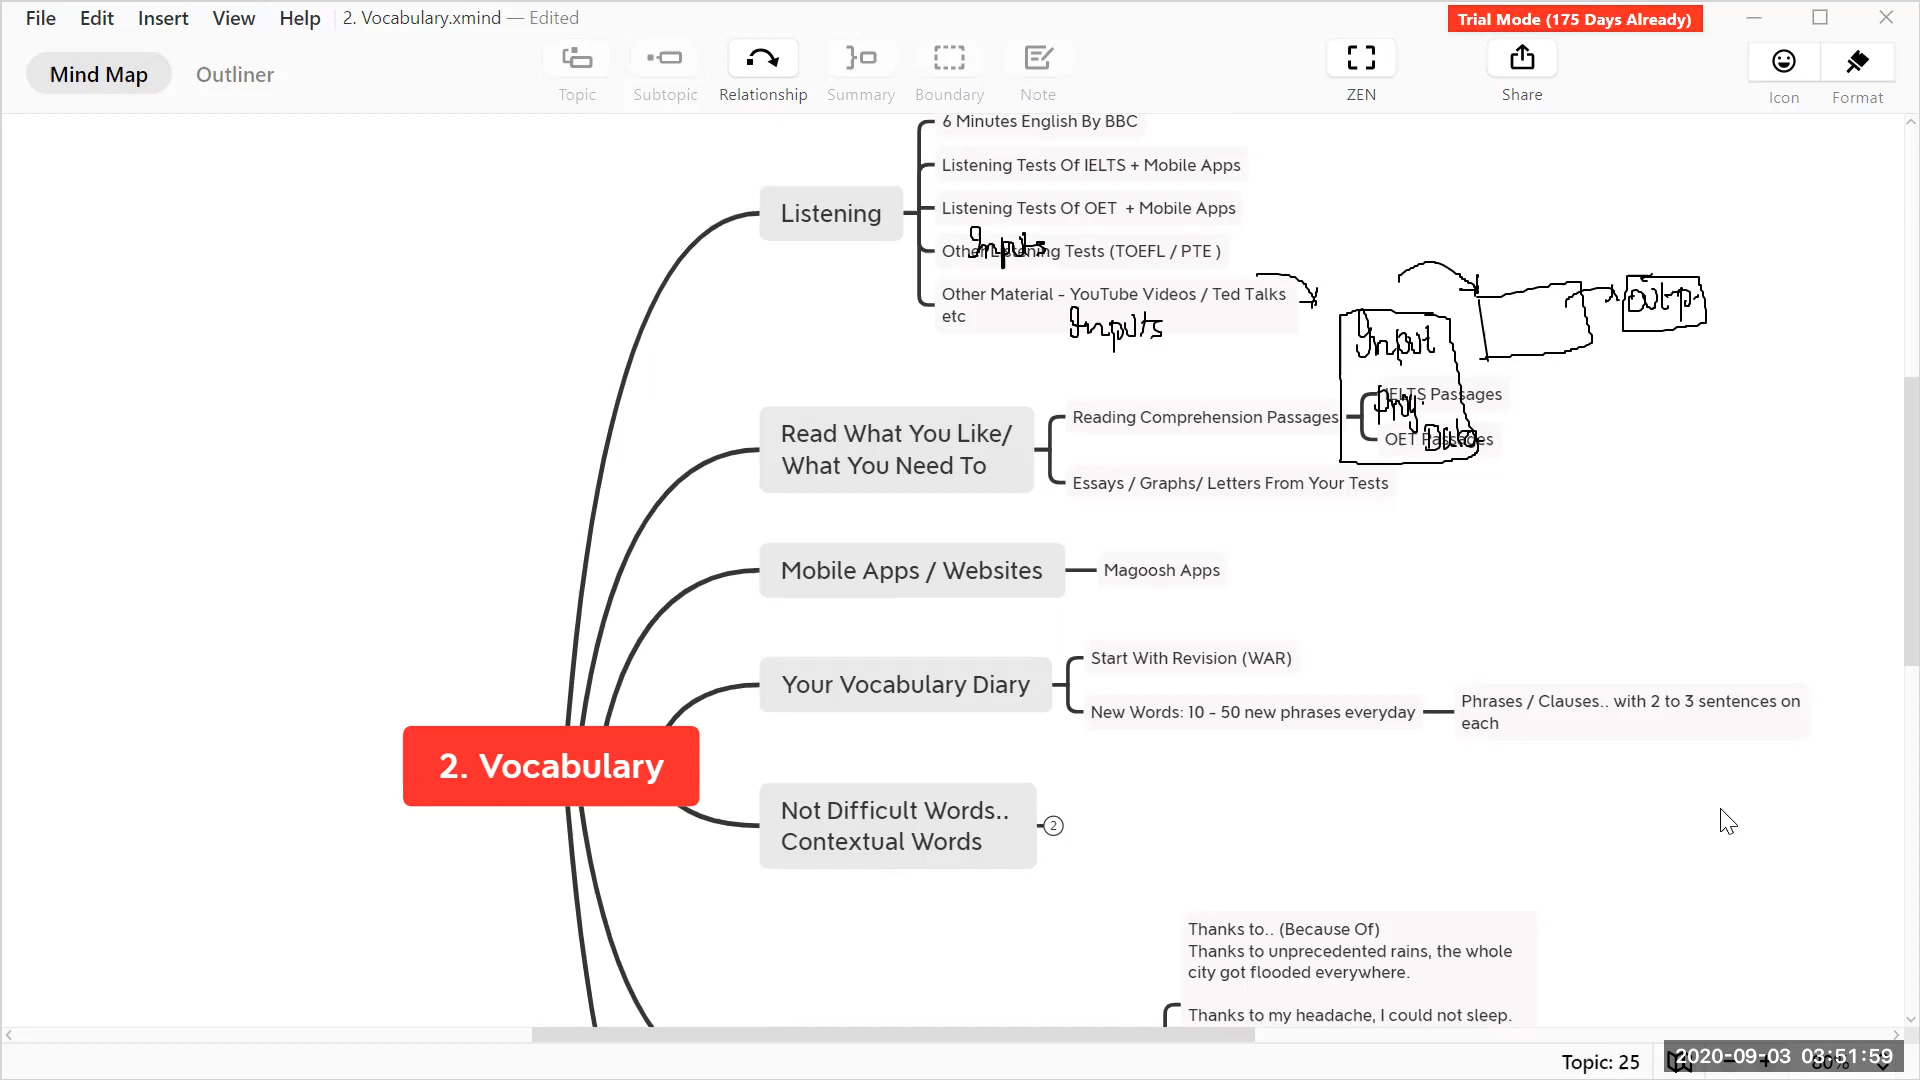 File Edit Insert View Help 2. Vocabulary.xmind — Edited
Trial Mode (175 Days Already)
Mind Map Outliner
Topic Subtopic Relationship Summary Boundary Note ZEN Share Icon Format
6 Minutes English By BBC
Listening Tests Of IELTS + Mobile Apps
Listening
Listening Tests Of OET + Mobile Apps
Inputs
Other Listening Tests (TOEFL / PTE )
Other Material - YouTube Videos / Ted Talks
etc
Inputs
Outp.
Input
Read What You Like/
What You Need To
Reading Comprehension Passages
IELTS Passages
OET Passages
Essays / Graphs/ Letters From Your Tests
Mobile Apps / Websites
Magoosh Apps
Your Vocabulary Diary
Start With Revision (WAR)
New Words: 10 - 50 new phrases everyday
Phrases / Clauses.. with 2 to 3 sentences on
each
2. Vocabulary
Not Difficult Words..
Contextual Words
2
Thanks to.. (Because Of)
Thanks to unprecedented rains, the whole
city got flooded everywhere.
Thanks to my headache, I could not sleep.
Topic: 25
2020-09-03 03:51:59